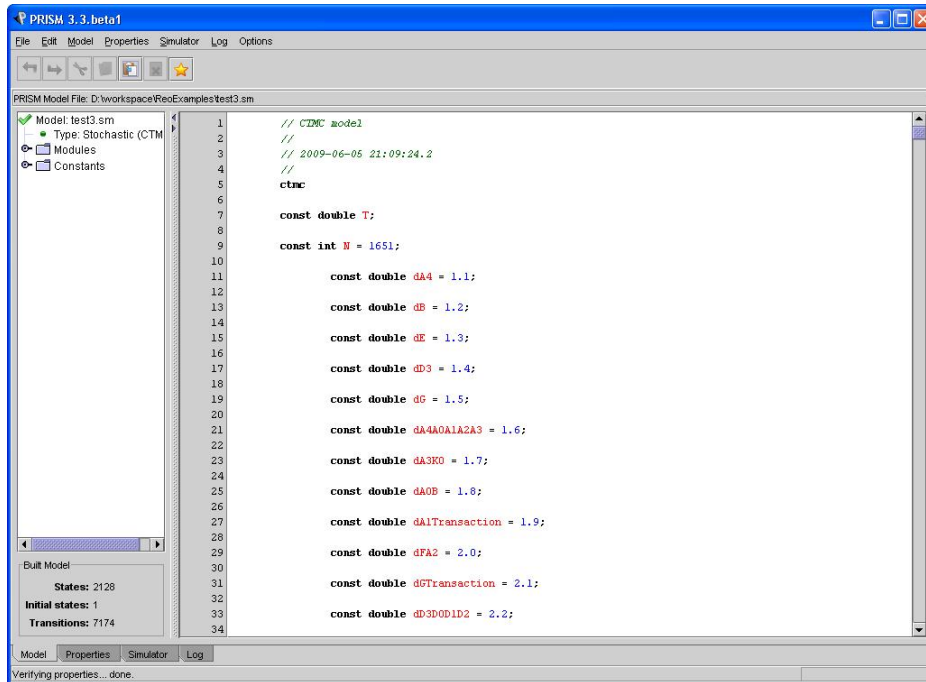 PRISM 3.3.beta1
File Edit Model Properties Simulator Log Options
PRISM Model File: D:\workspace\ReoExamples\test3.sm
Model: test3.sm
Type: Stochastic (CTM
Modules
Constants
1 // CTMC model
2 //
3 // 2009-06-05 21:09:24.2
4 //
5 ctmc
6
7 const double T;
8
9 const int N = 1651;
10
11 const double dA4 = 1.1;
12
13 const double dB = 1.2;
14
15 const double dE = 1.3;
16
17 const double dD3 = 1.4;
18
19 const double dG = 1.5;
20
21 const double dA4A0A1A2A3 = 1.6;
22
23 const double dA3K0 = 1.7;
24
25 const double dA0B = 1.8;
26
27 const double dA1Transaction = 1.9;
28
29 const double dFA2 = 2.0;
30
31 const double dGTransaction = 2.1;
32
33 const double dD3D0D1D2 = 2.2;
34
Built Model
States: 2128
Initial states: 1
Transitions: 7174
Model Properties Simulator Log
Verifying properties... done.